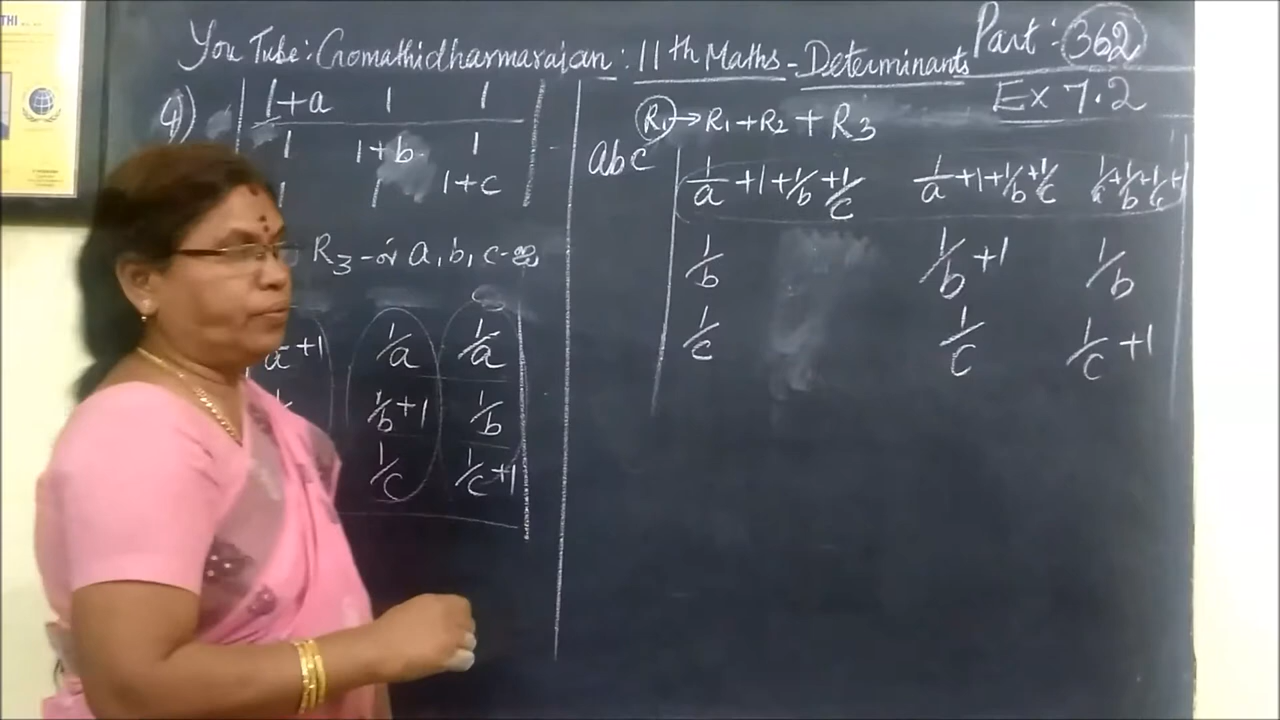 You Tube: Gomathidharmarajan: 11th Maths - Determinants Part: 362
Ex 7.2
4)
1+a 1 1
1 1+b 1
1 1 1+c
R3 -ல் a, b, c -ஐ
a +1 1/a 1/a
1/b+1 1/b
1/c 1/c+1
R1 → R1 + R2 + R3
abc
1/a +1+1/b+1/c 1/a +1+1/b+1/c 1/a+1/b+1/c+1
1/b 1/b +1 1/b
1/c 1/c 1/c +1